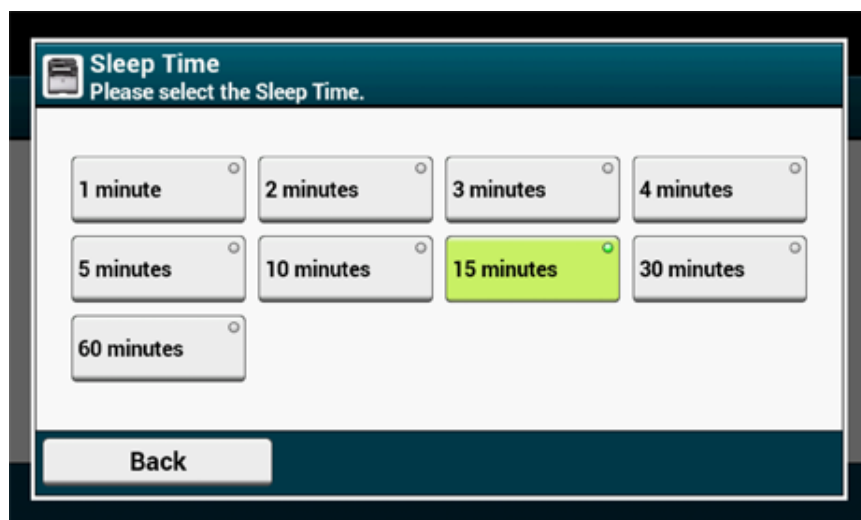 Sleep Time
Please select the Sleep Time.
1 minute
2 minutes
3 minutes
4 minutes
5 minutes
10 minutes
15 minutes
30 minutes
60 minutes
Back